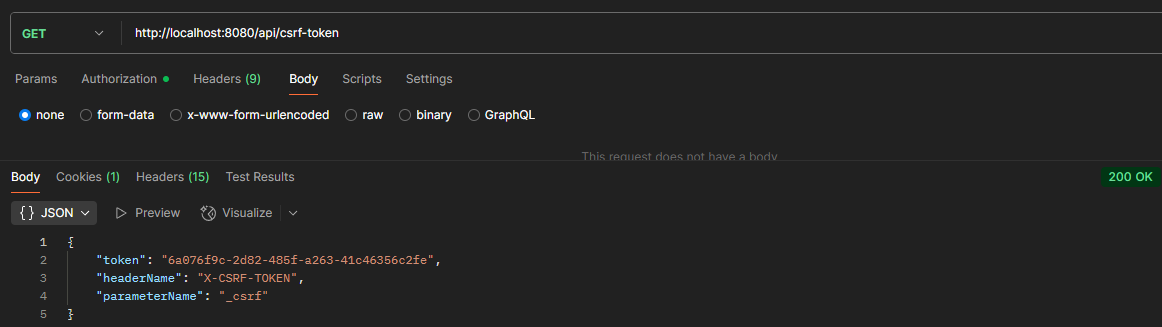 GET http://localhost:8080/api/csrf-token
Params Authorization Headers (9) Body Scripts Settings
none form-data x-www-form-urlencoded raw binary GraphQL
This request does not have a body
Body Cookies (1) Headers (15) Test Results 200 OK
{} JSON Preview Visualize
1 {
2 "token": "6a076f9c-2d82-485f-a263-41c46356c2fe",
3 "headerName": "X-CSRF-TOKEN",
4 "parameterName": "_csrf"
5 }